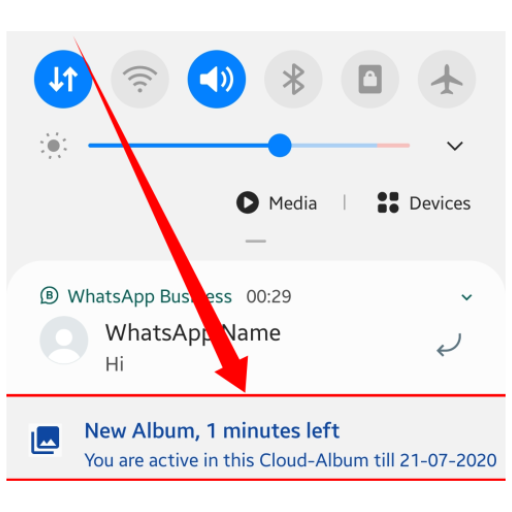 Media
Devices
WhatsApp Business 00:29
WhatsApp Name
Hi
New Album, 1 minutes left
You are active in this Cloud-Album till 21-07-2020